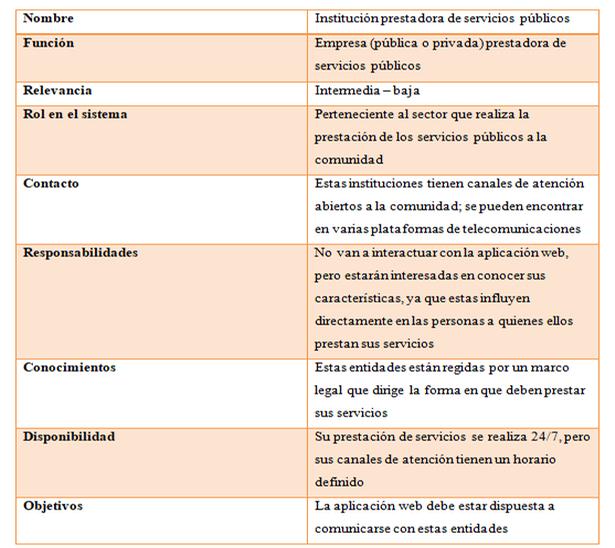 Nombre
Institución prestadora de servicios públicos
Función
Empresa (pública o privada) prestadora de
servicios públicos
Relevancia
Intermedia – baja
Rol en el sistema
Perteneciente al sector que realiza la
prestación de los servicios públicos a la
comunidad
Contacto
Estas instituciones tienen canales de atención
abiertos a la comunidad; se pueden encontrar
en varias plataformas de telecomunicaciones
Responsabilidades
No van a interactuar con la aplicación web,
pero estarán interesadas en conocer sus
características, ya que estas influyen
directamente en las personas a quienes ellos
prestan sus servicios
Conocimientos
Estas entidades están regidas por un marco
legal que dirige la forma en que deben prestar
sus servicios
Disponibilidad
Su prestación de servicios se realiza 24/7, pero
sus canales de atención tienen un horario
definido
Objetivos
La aplicación web debe estar dispuesta a
comunicarse con estas entidades